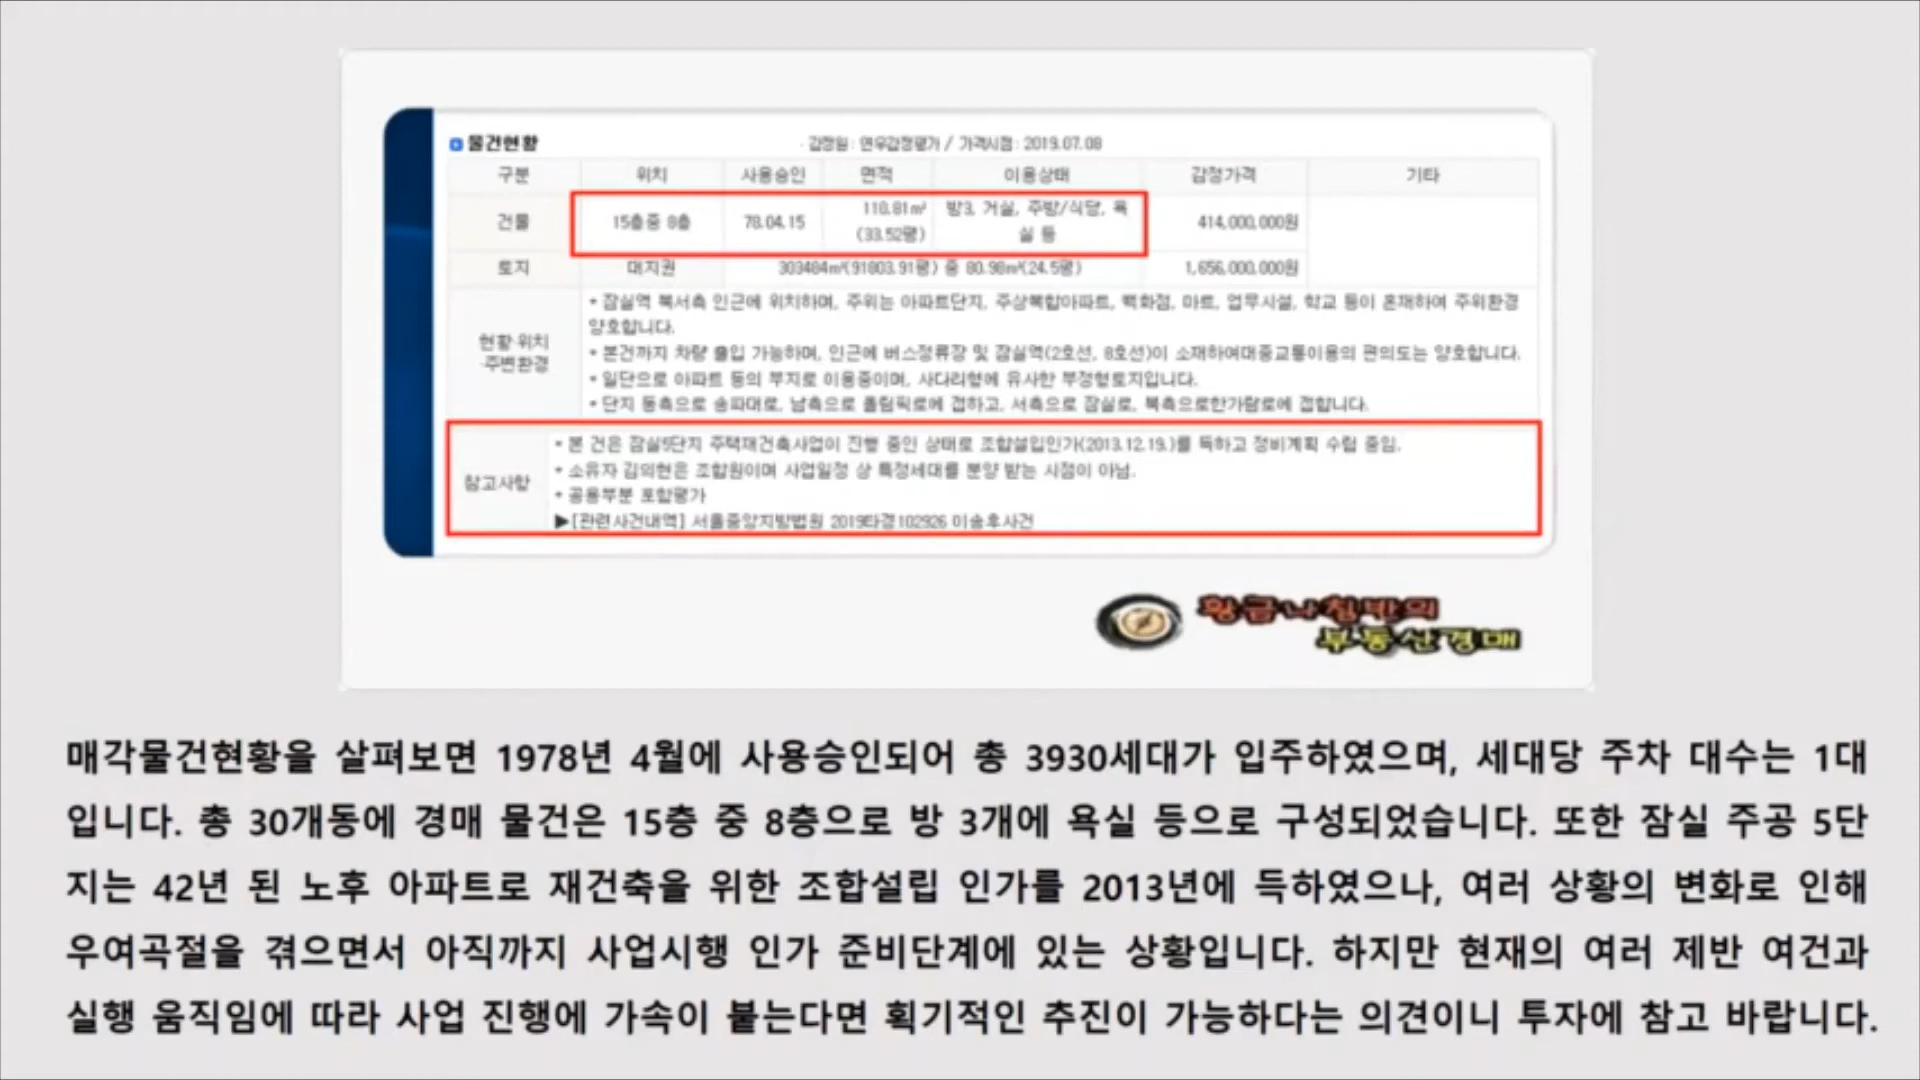 물건현황
· 감정원 : 연우감정평가 / 가격시점 : 2019.07.08
구분 위치 사용승인 면적 이용상태 감정가격 기타
건물 15층중 8층 78.04.15 110.81㎡ (33.52평) 방3, 거실, 주방/식당, 욕실 등 414,000,000원
토지 대지권 303484㎡(91803.91평) 중 80.98㎡(24.5평) 1,656,000,000원
현황·위치
·주변환경
* 잠실역 북서측 인근에 위치하며, 주위는 아파트단지, 주상복합아파트, 백화점, 마트, 업무시설, 학교 등이 혼재하여 주위환경
양호합니다.
* 본건까지 차량 출입 가능하며, 인근에 버스정류장 및 잠실역(2호선, 8호선)이 소재하여대중교통이용의 편의도는 양호합니다.
* 일단으로 아파트 등의 부지로 이용중이며, 사다리형에 유사한 부정형토지입니다.
* 단지 동측으로 송파대로, 남측으로 올림픽로에 접하고, 서측으로 잠실로, 북측으로한가람로에 접합니다.
참고사항
* 본 건은 잠실5단지 주택재건축사업이 진행 중인 상태로 조합설립인가(2013.12.19.)를 득하고 정비계획 수립 중임.
* 소유자 김의현은 조합원이며 사업일정 상 특정세대를 분양 받는 시점이 아님.
* 공용부분 포함평가
▶[관련사건내역] 서울중앙지방법원 2019타경102926 이송후사건
황금나침반의
부동산경매
매각물건현황을 살펴보면 1978년 4월에 사용승인되어 총 3930세대가 입주하였으며, 세대당 주차 대수는 1대
입니다. 총 30개동에 경매 물건은 15층 중 8층으로 방 3개에 욕실 등으로 구성되었습니다. 또한 잠실 주공 5단
지는 42년 된 노후 아파트로 재건축을 위한 조합설립 인가를 2013년에 득하였으나, 여러 상황의 변화로 인해
우여곡절을 겪으면서 아직까지 사업시행 인가 준비단계에 있는 상황입니다. 하지만 현재의 여러 제반 여건과
실행 움직임에 따라 사업 진행에 가속이 붙는다면 획기적인 추진이 가능하다는 의견이니 투자에 참고 바랍니다.